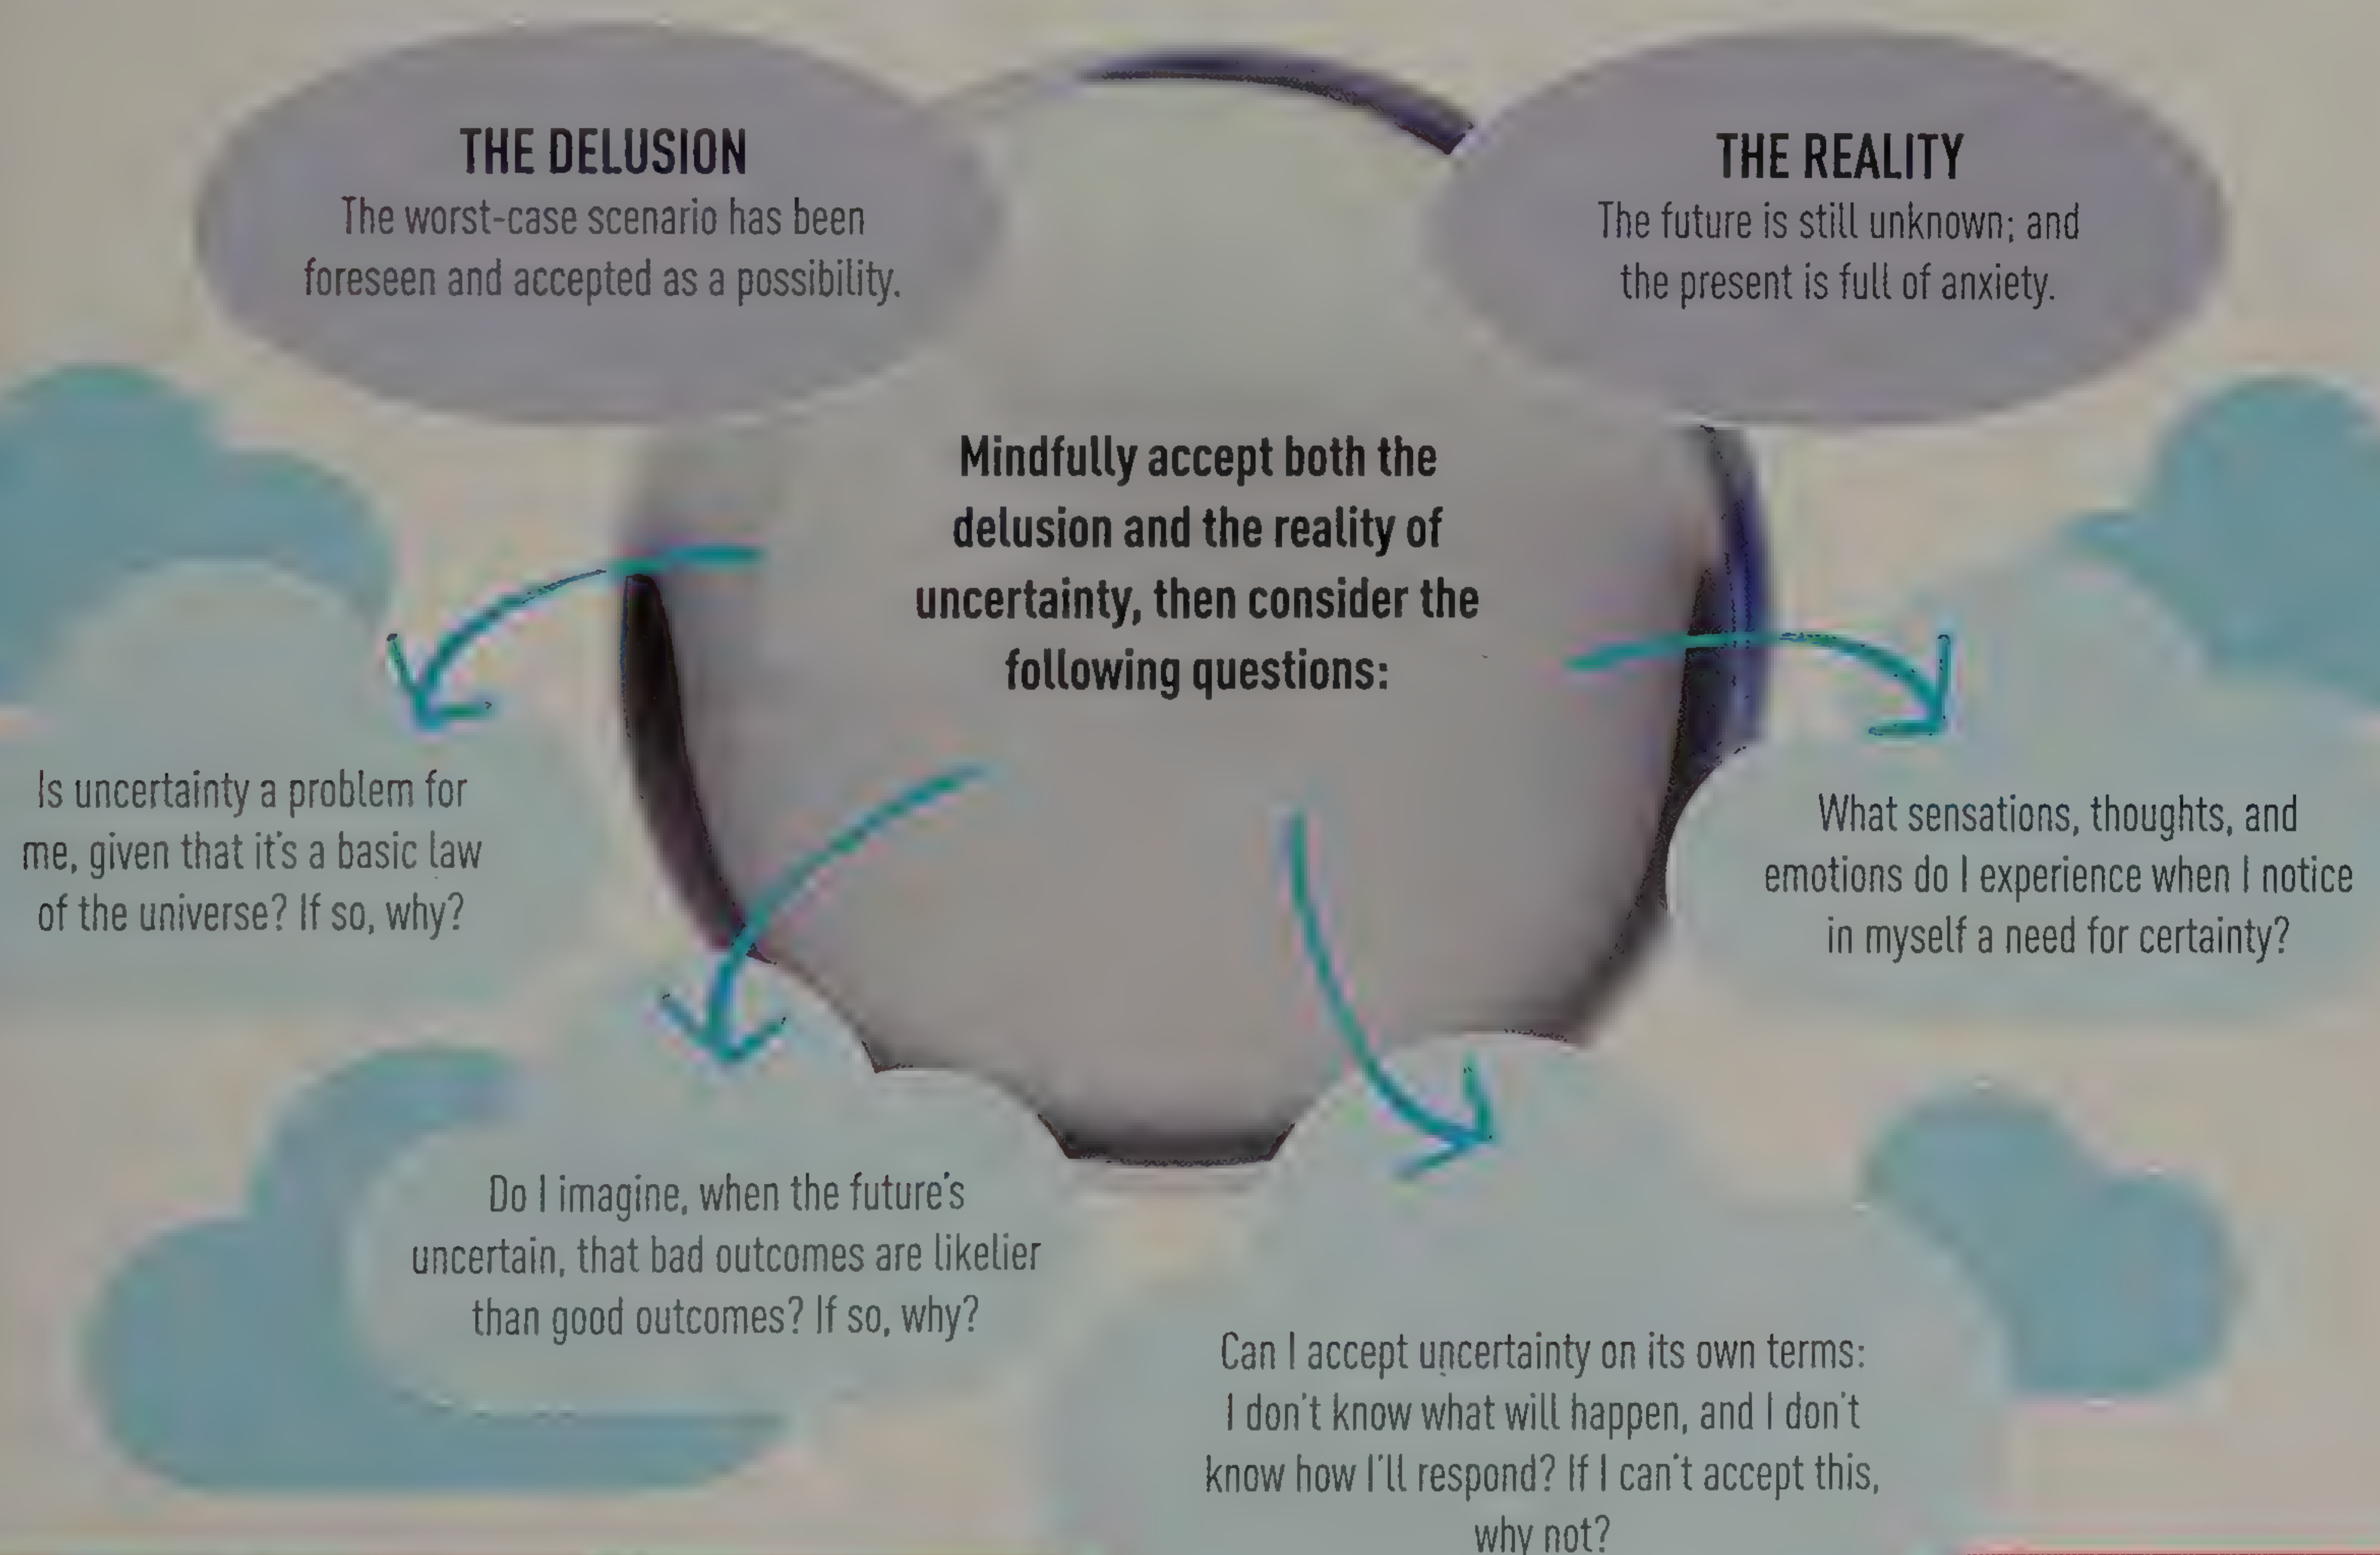 THE DELUSION
The worst-case scenario has been
foreseen and accepted as a possibility.
THE REALITY
The future is still unknown; and
the present is full of anxiety.
Mindfully accept both the
delusion and the reality of
uncertainty, then consider the
following questions:
Is uncertainty a problem for
me, given that it's a basic law
of the universe? If so, why?
Do I imagine, when the future's
uncertain, that bad outcomes are likelier
than good outcomes? If so, why?
Can I accept uncertainty on its own terms:
I don't know what will happen, and I don't
know how I'll respond? If I can't accept this,
why not?
What sensations, thoughts, and
emotions do I experience when I notice
in myself a need for certainty?